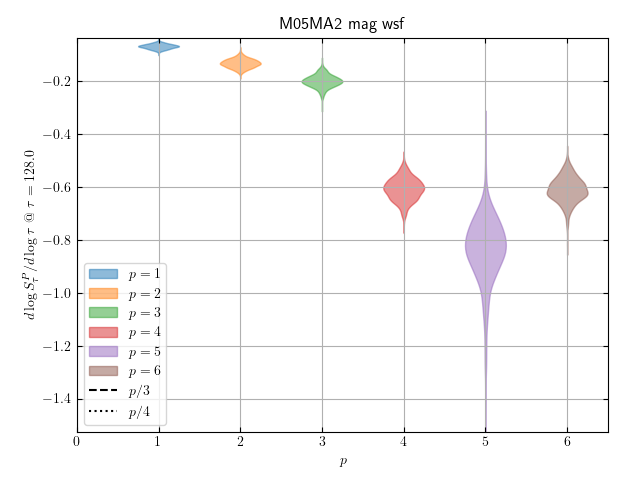 M05MA2 mag wsf
d log S_τ^P / d log τ @ τ = 128.0
−0.2
−0.4
−0.6
−0.8
−1.0
−1.2
−1.4
p = 1
p = 2
p = 3
p = 4
p = 5
p = 6
p/3
p/4
0 1 2 3 4 5 6
p